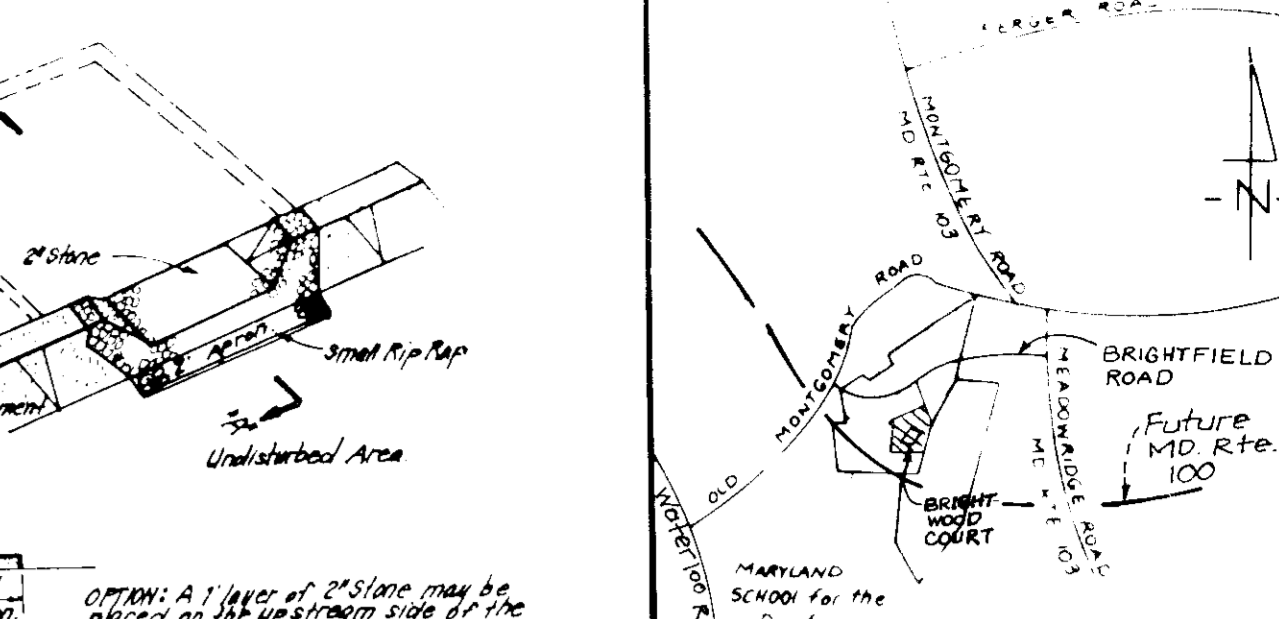 2" Stone
Apron
Small Rip Rap
"A"
Undisturbed Area
OPTION: A 1' layer of 2" Stone may be
placed on the upstream side of the
ROAD
MONTGOMERY ROAD
MD RTE 103
- N -
OLD MONTGOMERY ROAD
BRIGHTFIELD
ROAD
MEADOWRIDGE ROAD
MD RTE 103
Future
MD. Rte.
100
BRIGHT-
WOOD
COURT
Waterloo
MARYLAND
SCHOOL for the